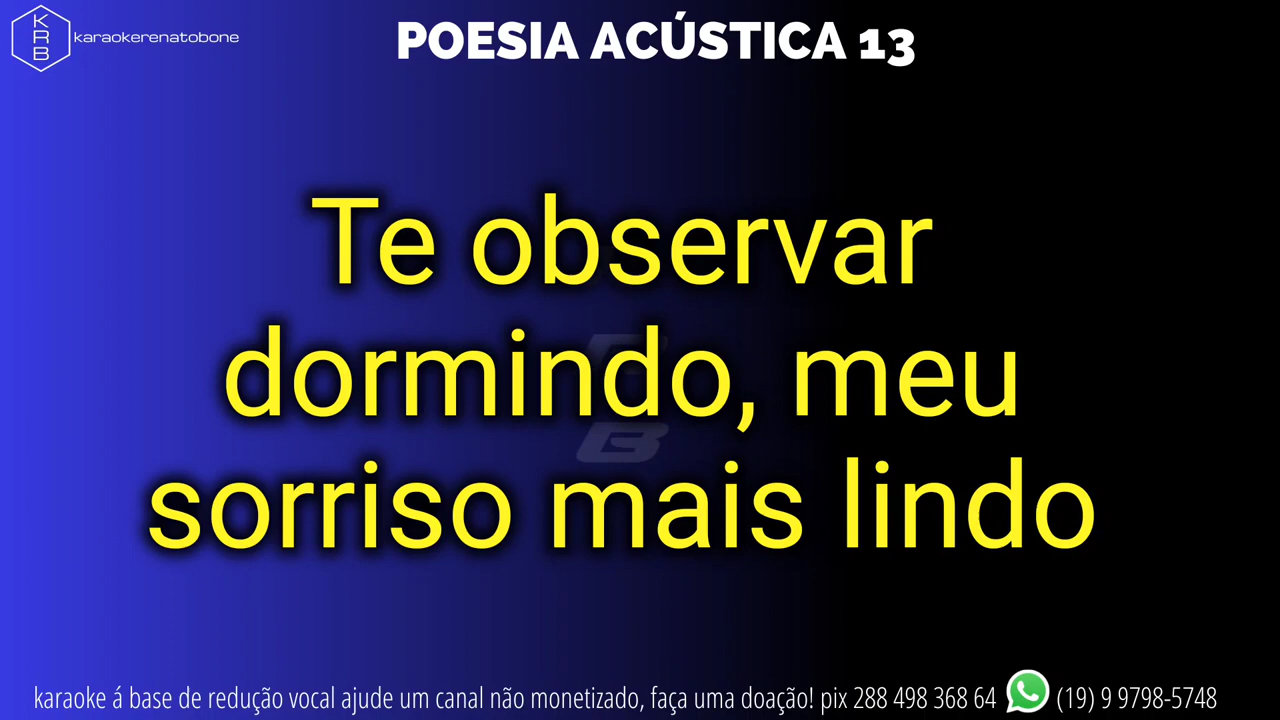 KRB
karaokerenatobone
POESIA ACÚSTICA 13
Te observar
dormindo, meu
sorriso mais lindo
karaoke á base de redução vocal ajude um canal não monetizado, faça uma doação! pix 288 498 368 64 (19) 9 9798-5748